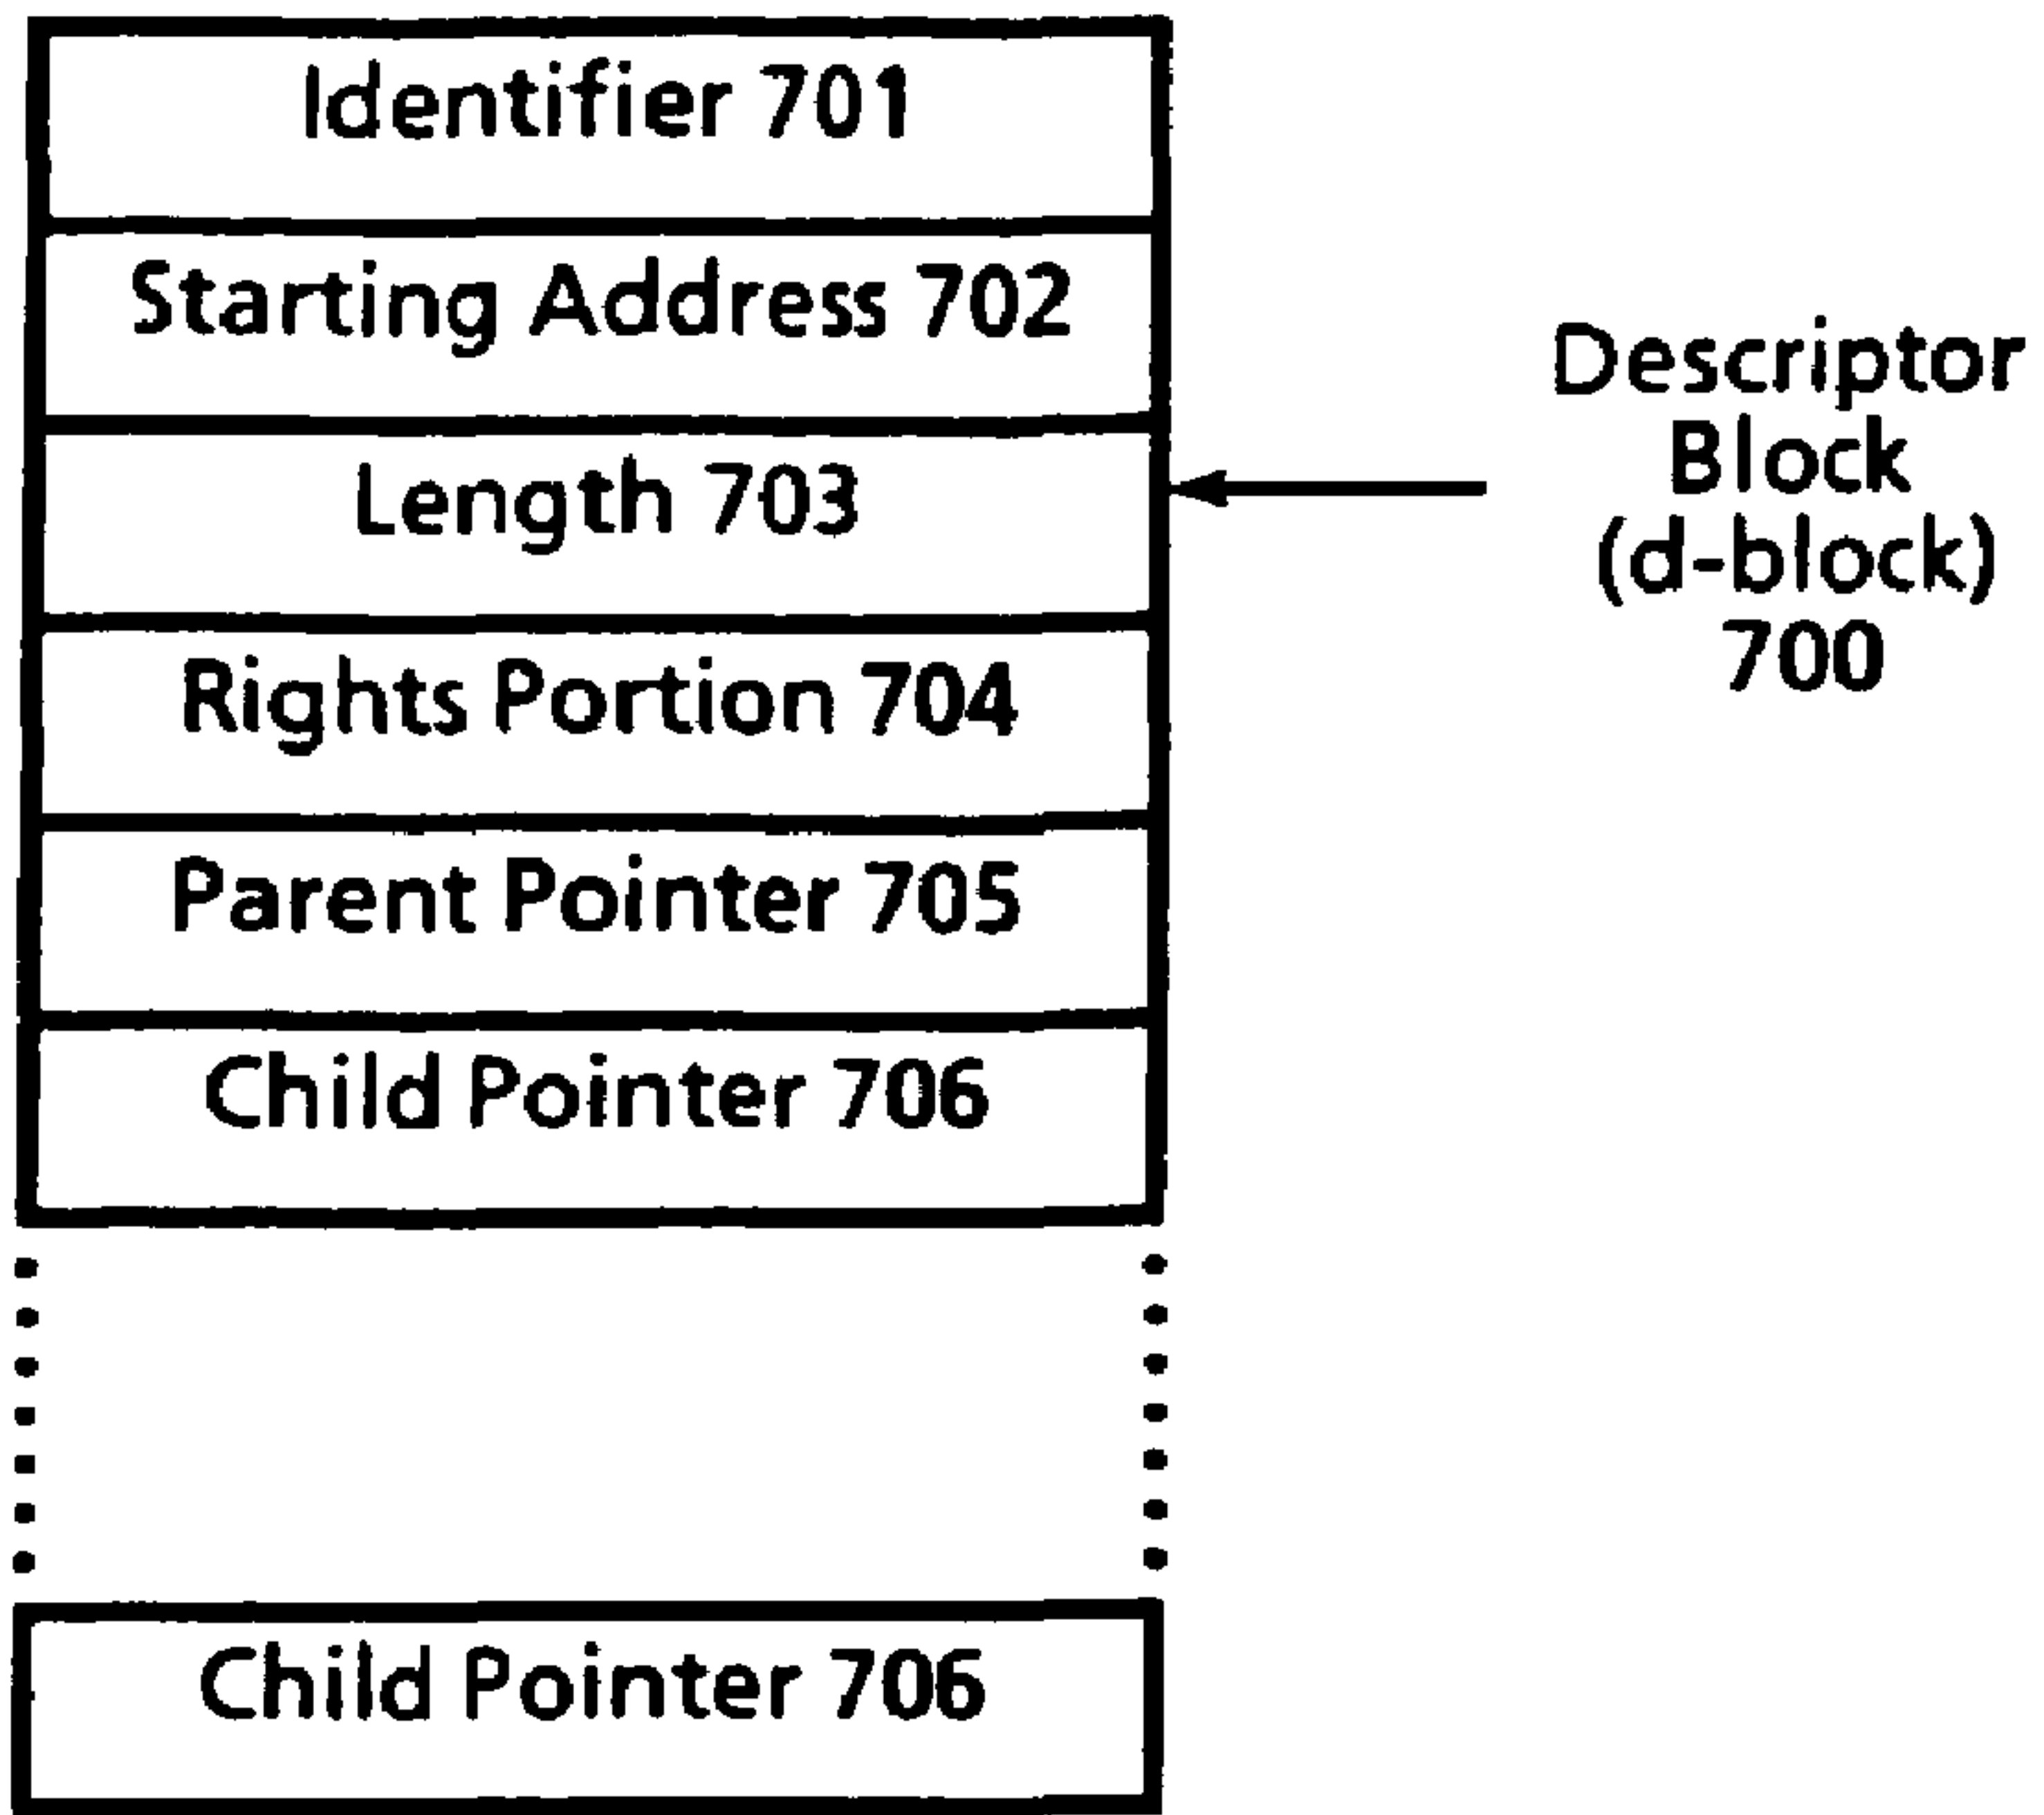 Identifier 701
Starting Address 702
Length 703
Rights Portion 704
Parent Pointer 705
Child Pointer 706
Child Pointer 706
Descriptor
Block
(d-block)
700